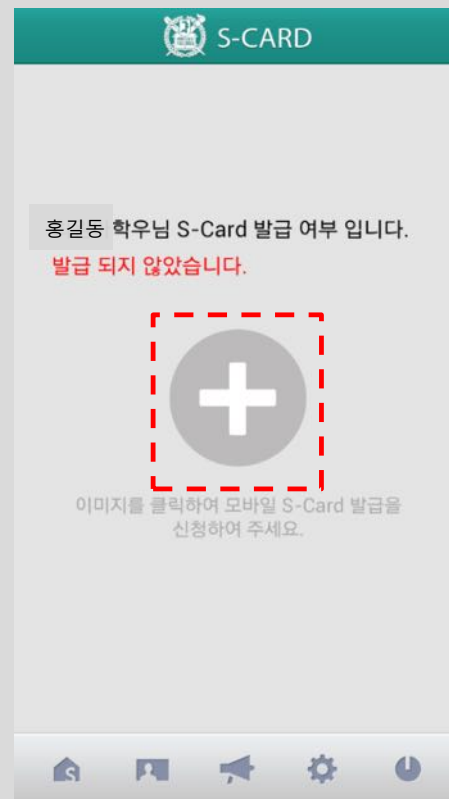 S-CARD
홍길동 학우님 S-Card 발급 여부 입니다.
발급 되지 않았습니다.
이미지를 클릭하여 모바일 S-Card 발급을
신청하여 주세요.